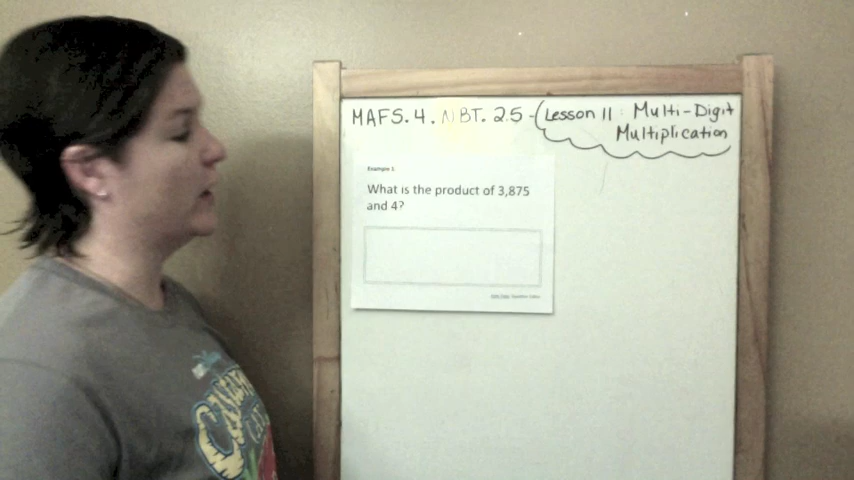 MAFS.4.NBT.2.5 - Lesson 11: Multi-Digit
Multiplication
Example 1
What is the product of 3,875
and 4?